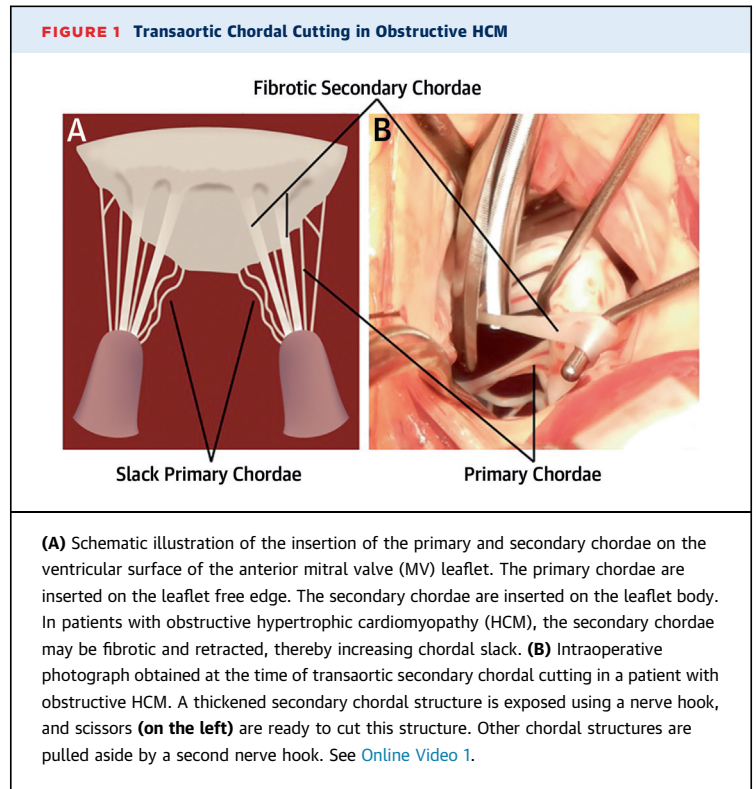 FIGURE 1 Transaortic Chordal Cutting in Obstructive HCM
Fibrotic Secondary Chordae
A
B
Slack Primary Chordae
Primary Chordae
(A) Schematic illustration of the insertion of the primary and secondary chordae on the
ventricular surface of the anterior mitral valve (MV) leaflet. The primary chordae are
inserted on the leaflet free edge. The secondary chordae are inserted on the leaflet body.
In patients with obstructive hypertrophic cardiomyopathy (HCM), the secondary chordae
may be fibrotic and retracted, thereby increasing chordal slack. (B) Intraoperative
photograph obtained at the time of transaortic secondary chordal cutting in a patient with
obstructive HCM. A thickened secondary chordal structure is exposed using a nerve hook,
and scissors (on the left) are ready to cut this structure. Other chordal structures are
pulled aside by a second nerve hook. See Online Video 1.